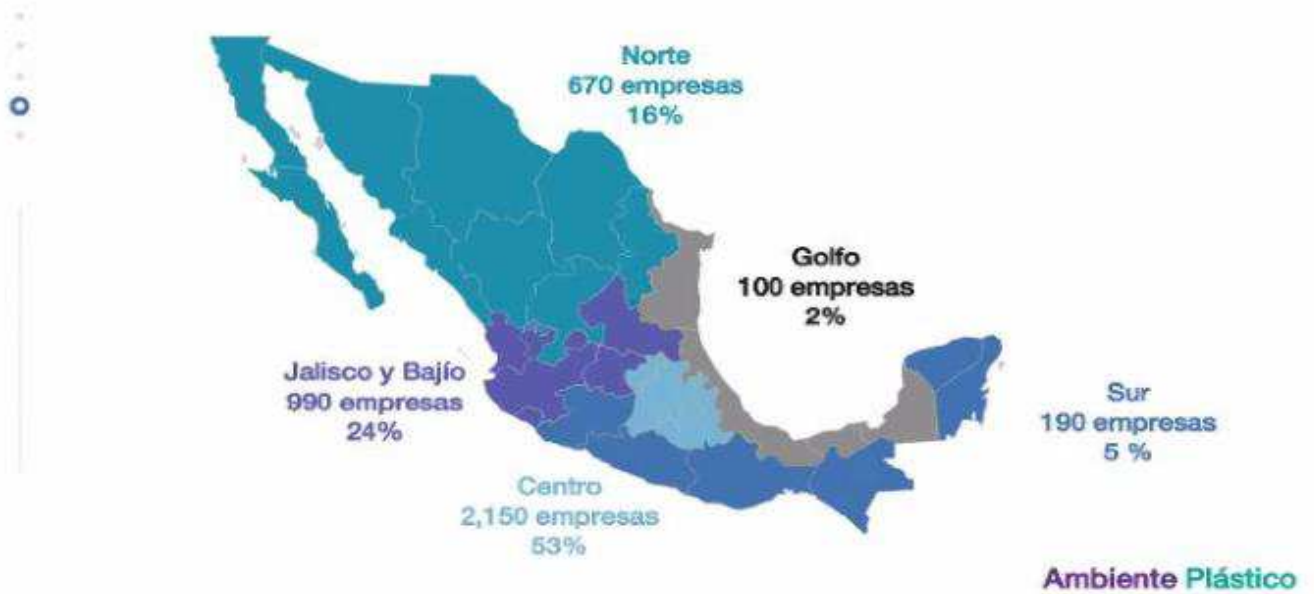 Norte
670 empresas
16%
Golfo
100 empresas
2%
Jalisco y Bajío
990 empresas
24%
Sur
190 empresas
5 %
Centro
2,150 empresas
53%
Ambiente Plástico